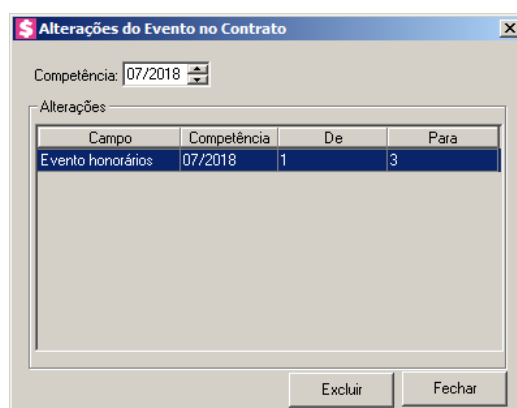 Alterações do Evento no Contrato
Competência: 07/2018
Alterações
Campo Competência De Para
Evento honorários 07/2018 1 3
Excluir Fechar